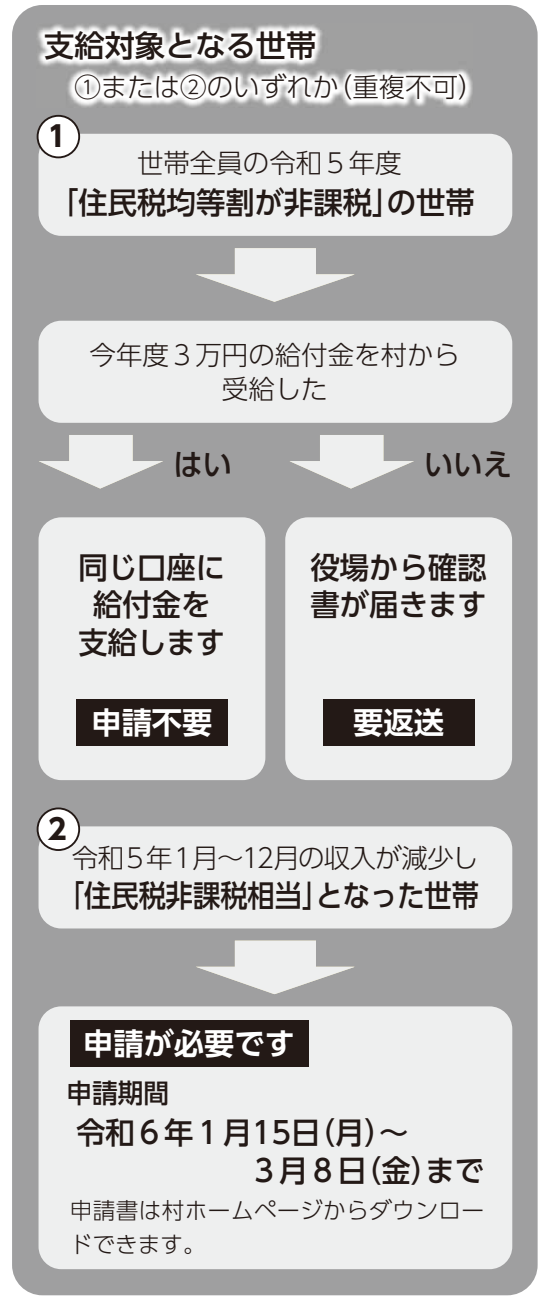 支給対象となる世帯
①または②のいずれか(重複不可)
①
世帯全員の令和5年度
「住民税均等割が非課税」の世帯
今年度3万円の給付金を村から
受給した
はい
いいえ
同じ口座に
給付金を
支給します
申請不要
役場から確認
書が届きます
要返送
②
令和5年1月～12月の収入が減少し
「住民税非課税相当」となった世帯
申請が必要です
申請期間
令和6年1月15日(月)～
3月8日(金)まで
申請書は村ホームページからダウンロー
ドできます。